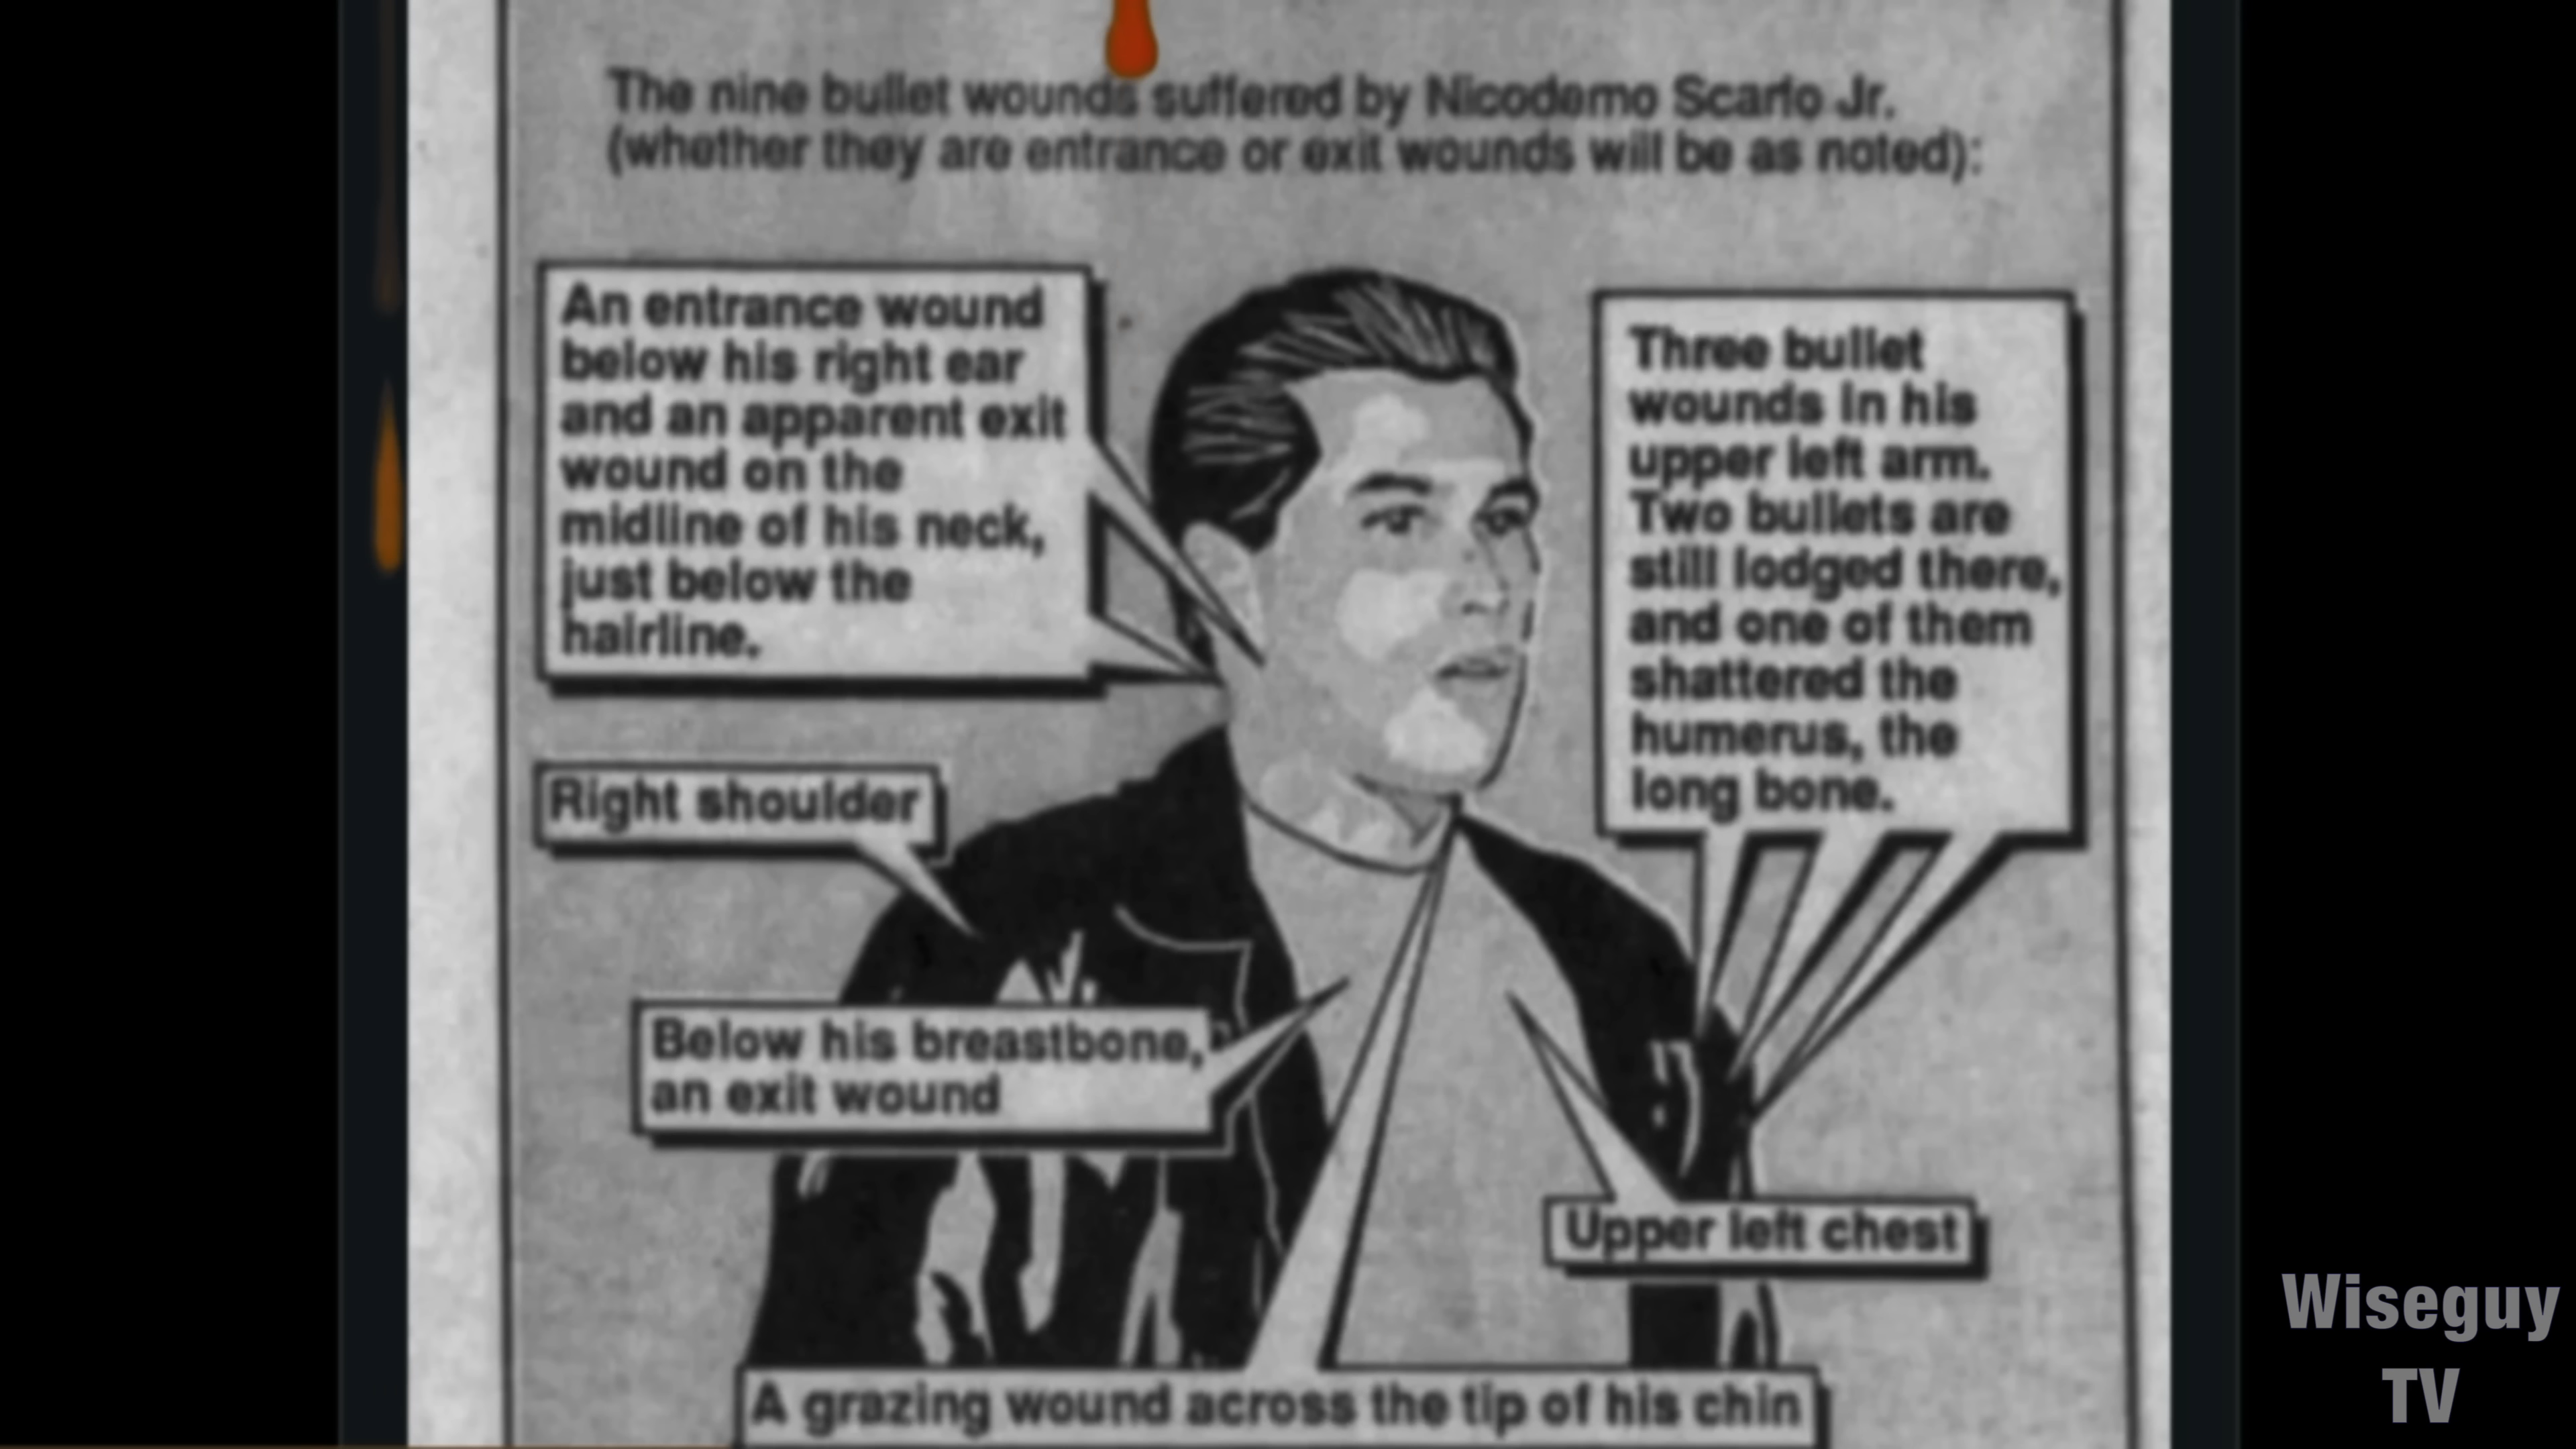 The nine bullet wounds suffered by Nicodemo Scarfo Jr.
(whether they are entrance or exit wounds will be as noted):
An entrance wound
below his right ear
and an apparent exit
wound on the
midline of his neck,
just below the
hairline.
Three bullet
wounds in his
upper left arm.
Two bullets are
still lodged there,
and one of them
shattered the
humerus, the
long bone.
Right shoulder
Below his breastbone,
an exit wound
Upper left chest
A grazing wound across the tip of his chin
Wiseguy
TV